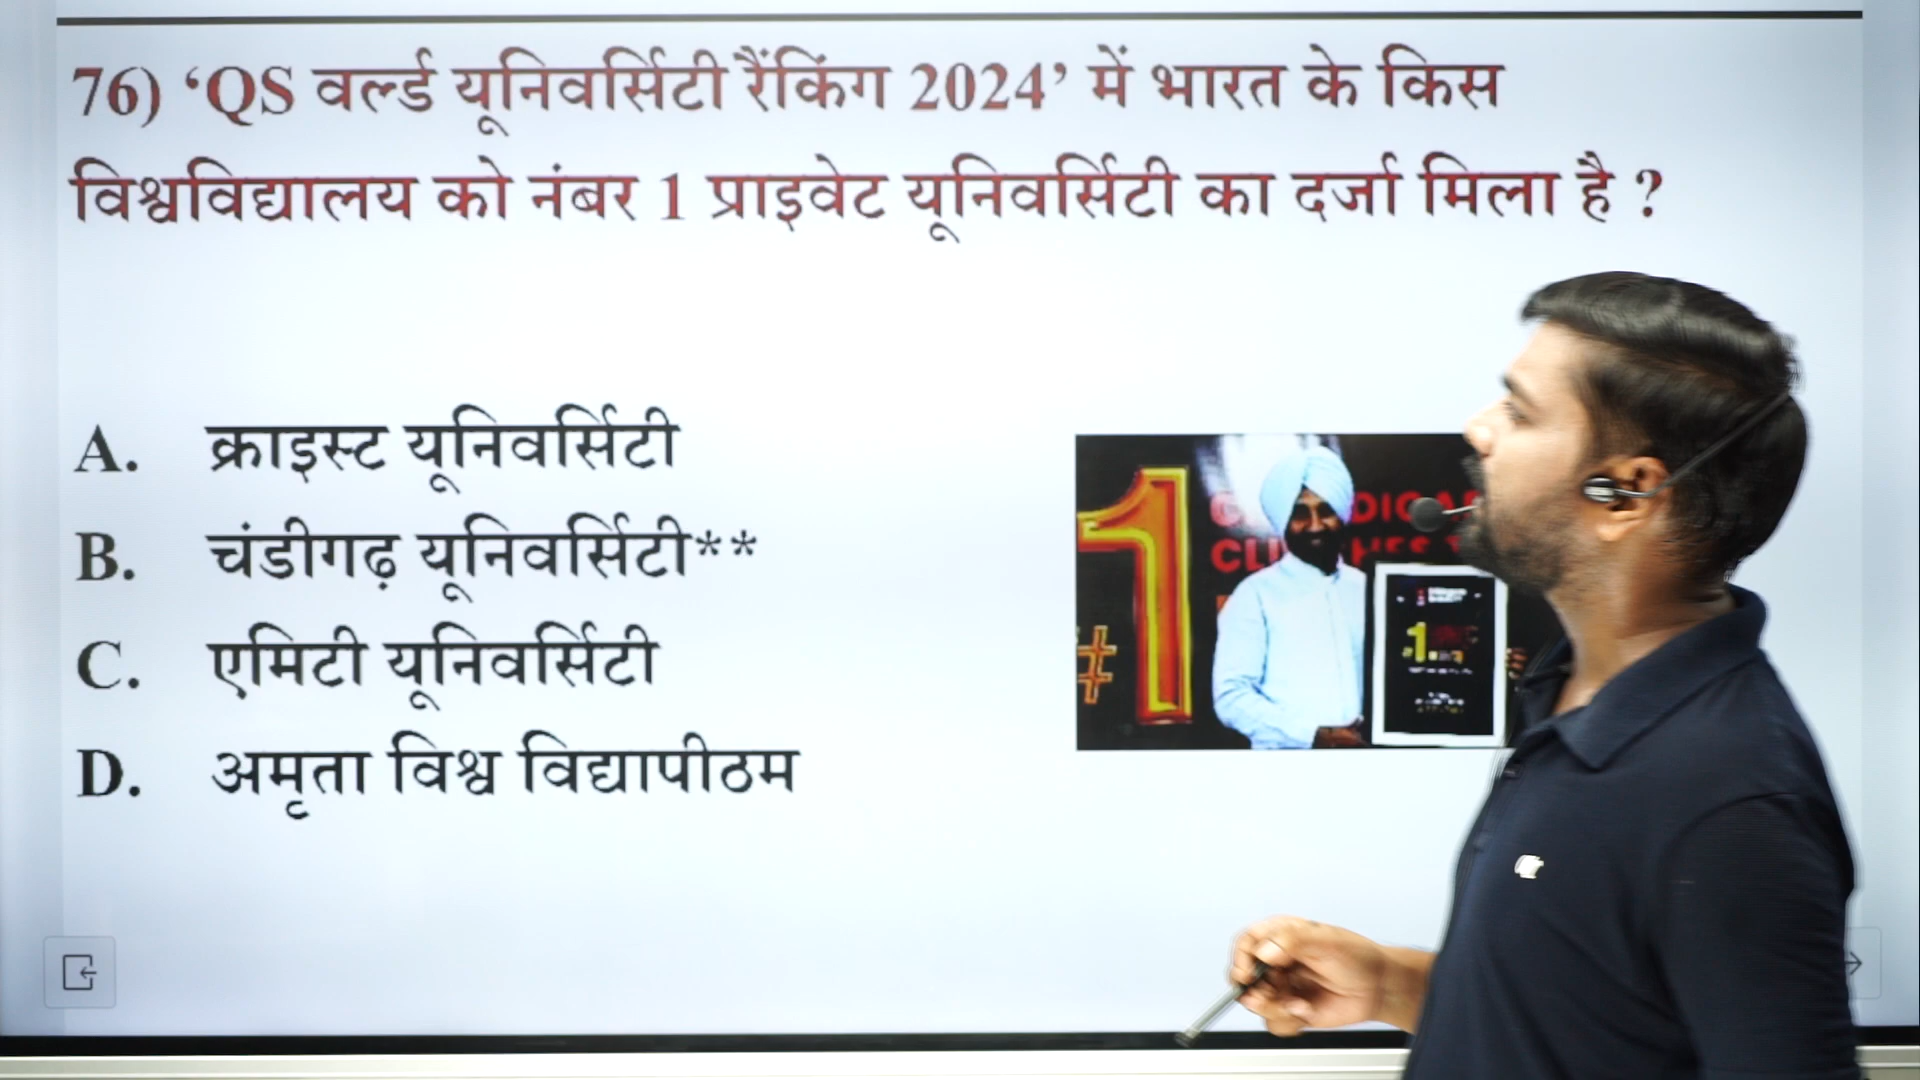 76) ‘QS वर्ल्ड यूनिवर्सिटी रैंकिंग 2024’ में भारत के किस
विश्वविद्यालय को नंबर 1 प्राइवेट यूनिवर्सिटी का दर्जा मिला है ?
A. क्राइस्ट यूनिवर्सिटी
B. चंडीगढ़ यूनिवर्सिटी**
C. एमिटी यूनिवर्सिटी
D. अमृता विश्व विद्यापीठम
#1
#1